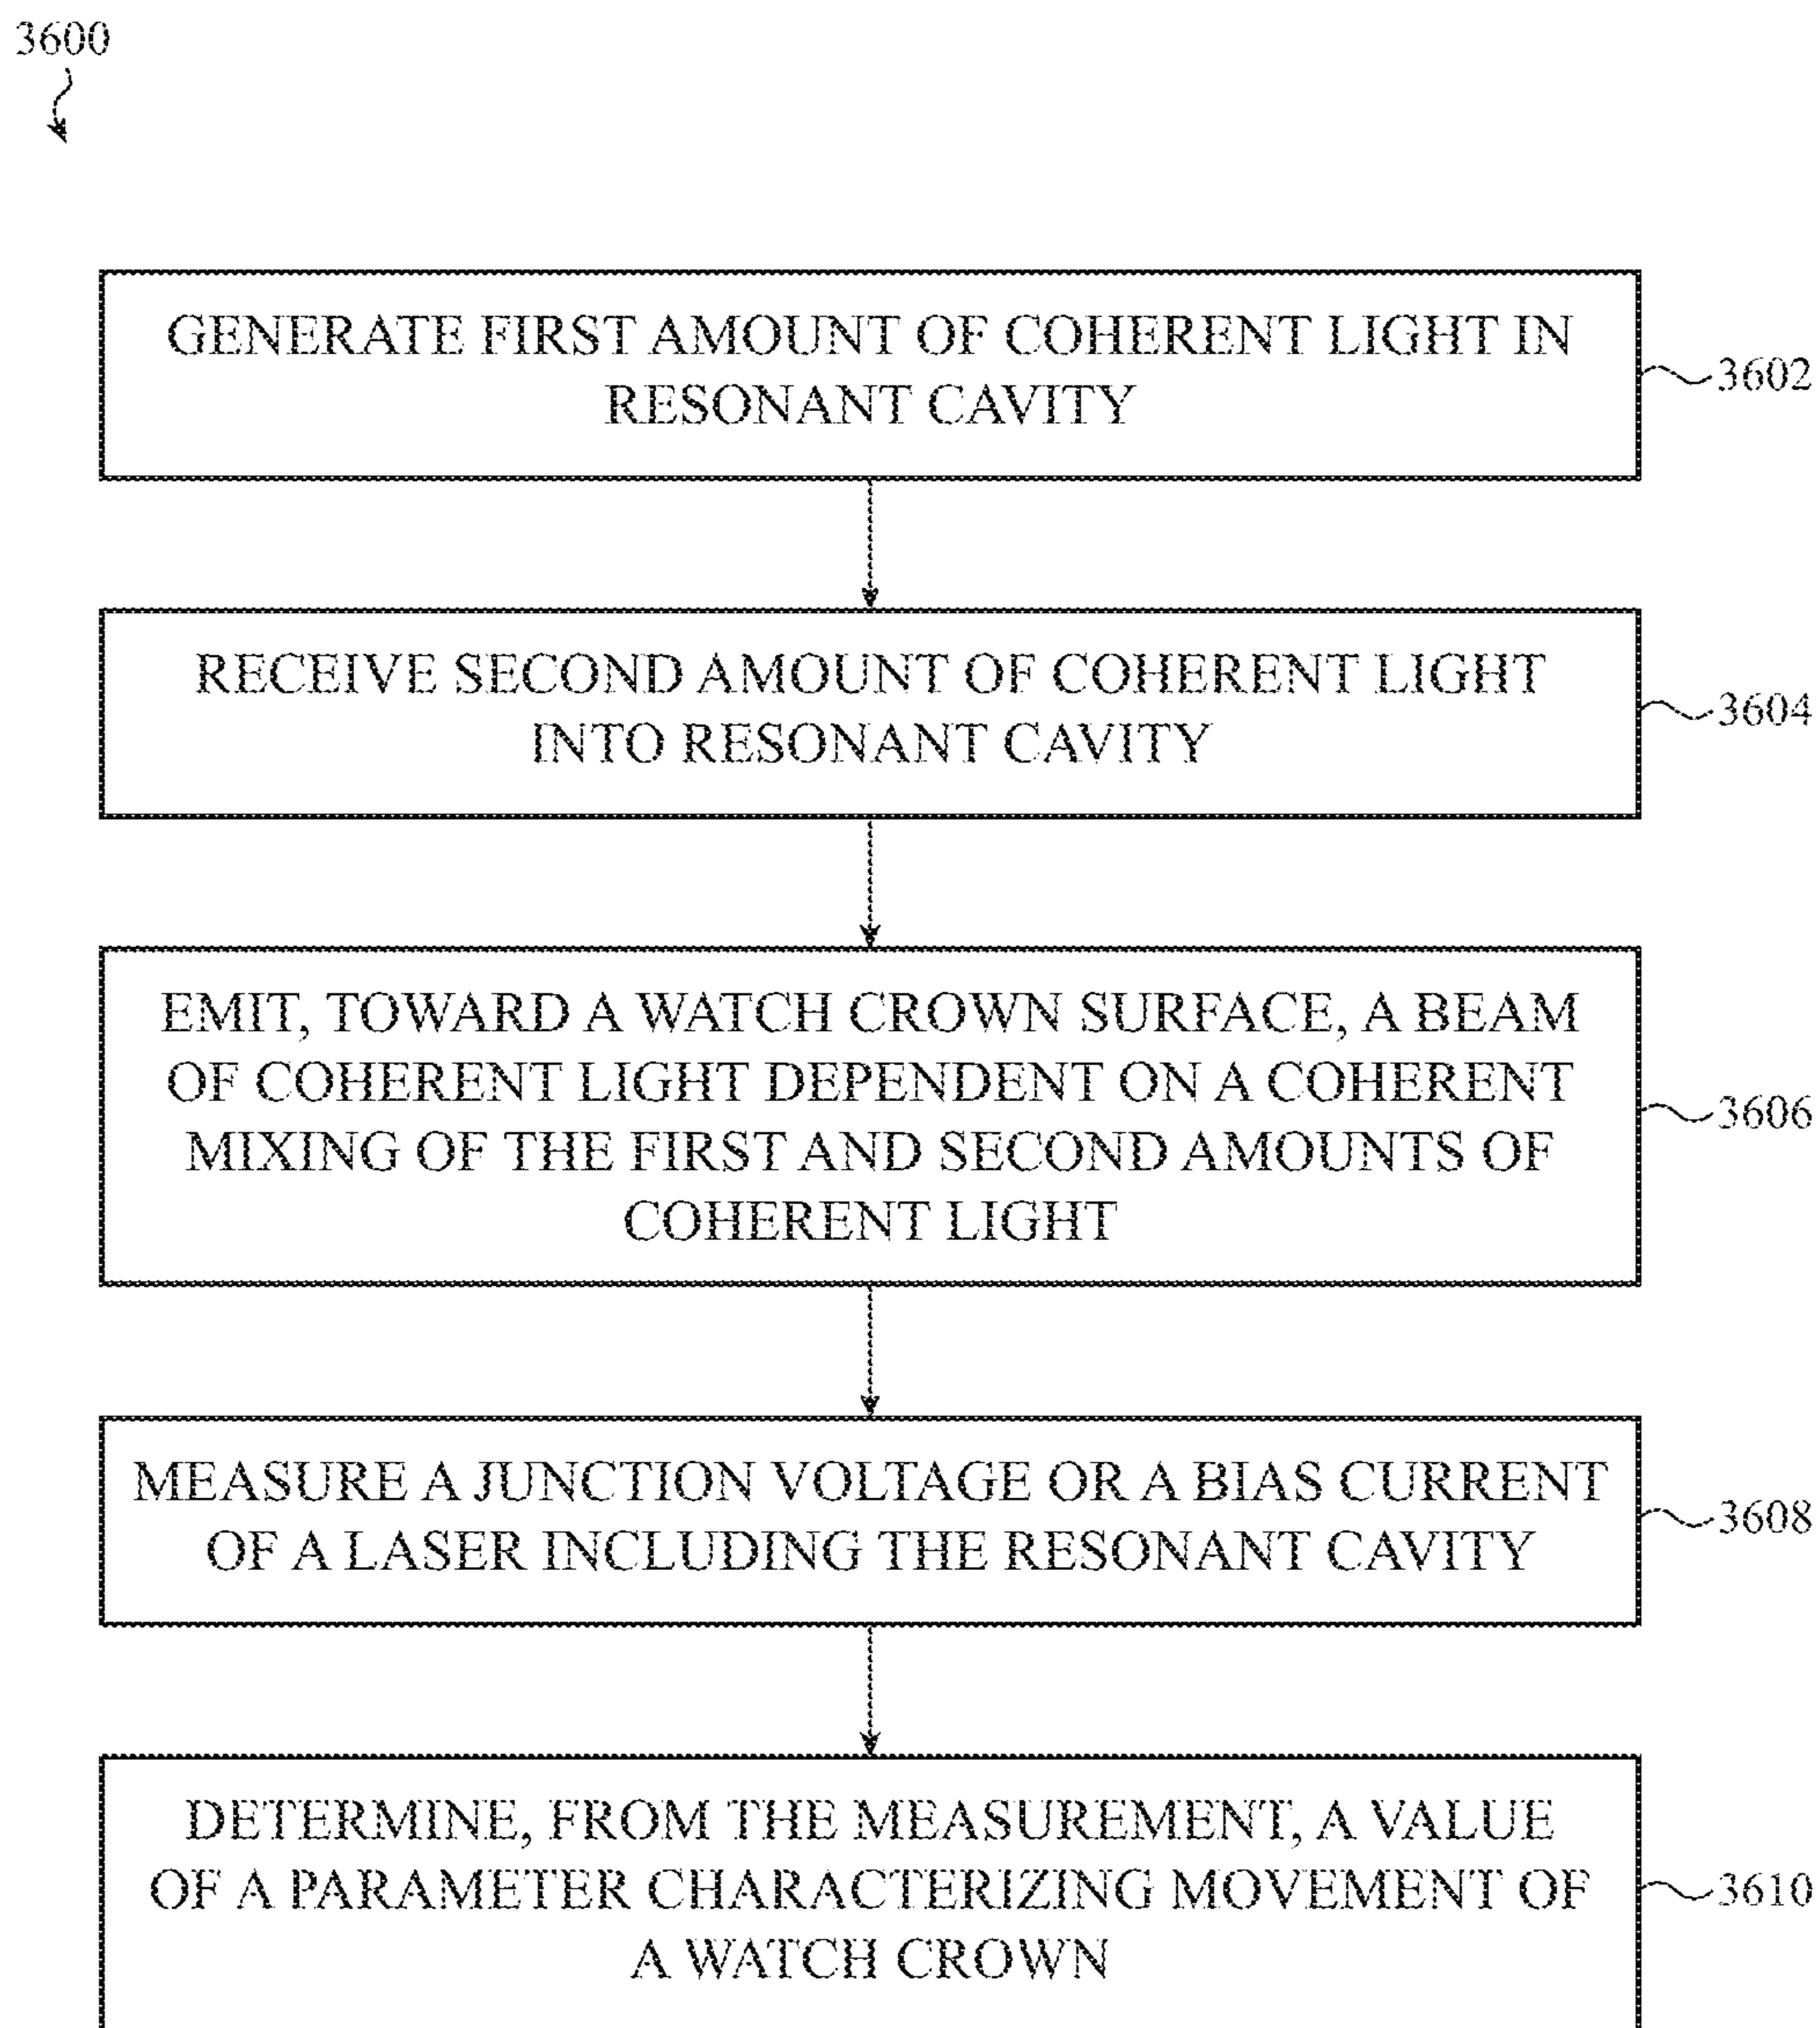 3600
GENERATE FIRST AMOUNT OF COHERENT LIGHT IN
RESONANT CAVITY
3602
RECEIVE SECOND AMOUNT OF COHERENT LIGHT
INTO RESONANT CAVITY
3604
EMIT, TOWARD A WATCH CROWN SURFACE, A BEAM
OF COHERENT LIGHT DEPENDENT ON A COHERENT
MIXING OF THE FIRST AND SECOND AMOUNTS OF
COHERENT LIGHT
3606
MEASURE A JUNCTION VOLTAGE OR A BIAS CURRENT
OF A LASER INCLUDING THE RESONANT CAVITY
3608
DETERMINE, FROM THE MEASUREMENT, A VALUE
OF A PARAMETER CHARACTERIZING MOVEMENT OF
A WATCH CROWN
3610